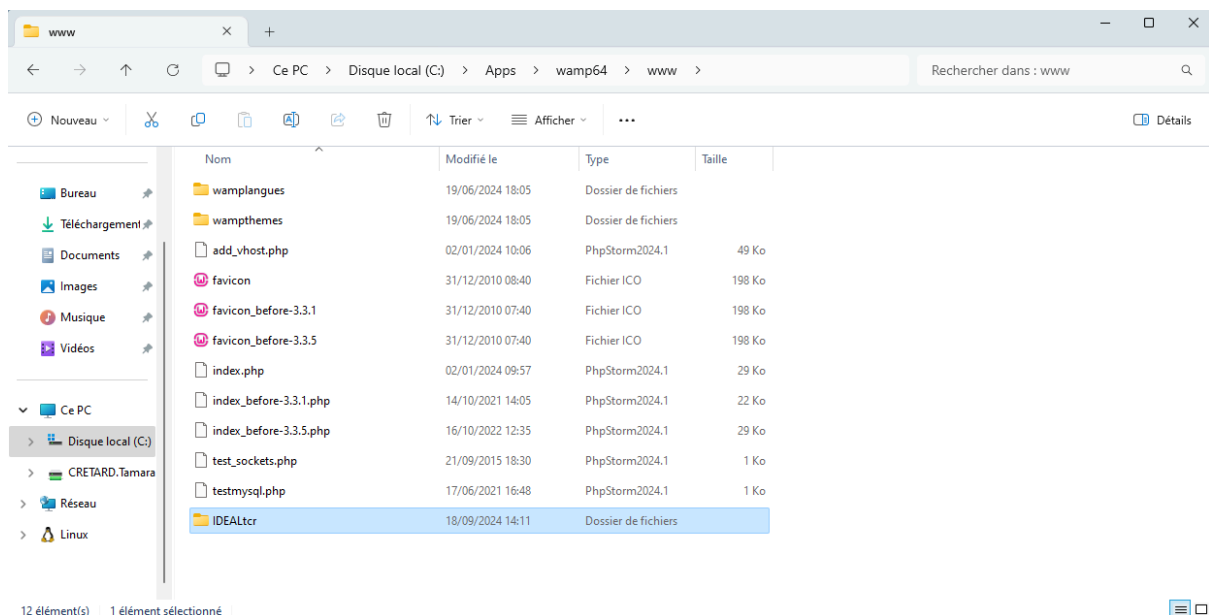 www
Ce PC > Disque local (C:) > Apps > wamp64 > www >
Rechercher dans : www
Nouveau
Trier
Afficher
Détails
Nom Modifié le Type Taille
Bureau
Téléchargement
Documents
Images
Musique
Vidéos
Ce PC
Disque local (C:)
CRETARD.Tamara
Réseau
Linux
wamplangues 19/06/2024 18:05 Dossier de fichiers
wampthemes 19/06/2024 18:05 Dossier de fichiers
add_vhost.php 02/01/2024 10:06 PhpStorm2024.1 49 Ko
favicon 31/12/2010 08:40 Fichier ICO 198 Ko
favicon_before-3.3.1 31/12/2010 07:40 Fichier ICO 198 Ko
favicon_before-3.3.5 31/12/2010 07:40 Fichier ICO 198 Ko
index.php 02/01/2024 09:57 PhpStorm2024.1 29 Ko
index_before-3.3.1.php 14/10/2021 14:05 PhpStorm2024.1 22 Ko
index_before-3.3.5.php 16/10/2022 12:35 PhpStorm2024.1 29 Ko
test_sockets.php 21/09/2015 18:30 PhpStorm2024.1 1 Ko
testmysql.php 17/06/2021 16:48 PhpStorm2024.1 1 Ko
IDEALtcr 18/09/2024 14:11 Dossier de fichiers
12 élément(s) 1 élément sélectionné